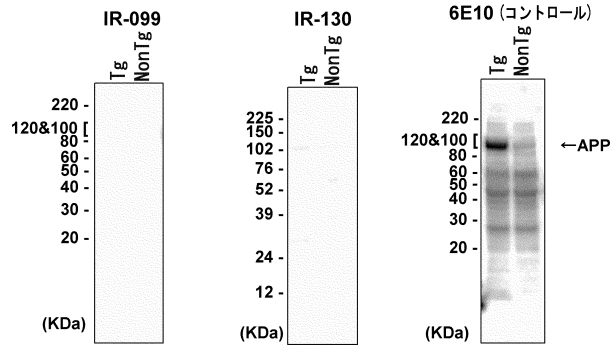 IR-099
Tg
NonTg
220 -
120&100 [
80 -
60 -
50 -
40 -
30 -
20 -
(KDa)
IR-130
Tg
NonTg
225 -
150 -
102 -
76 -
52 -
39 -
24 -
12 -
(KDa)
6E10 (コントロール)
Tg
NonTg
220 -
120&100 [
80 -
60 -
50 -
40 -
30 -
20 -
(KDa)
←APP